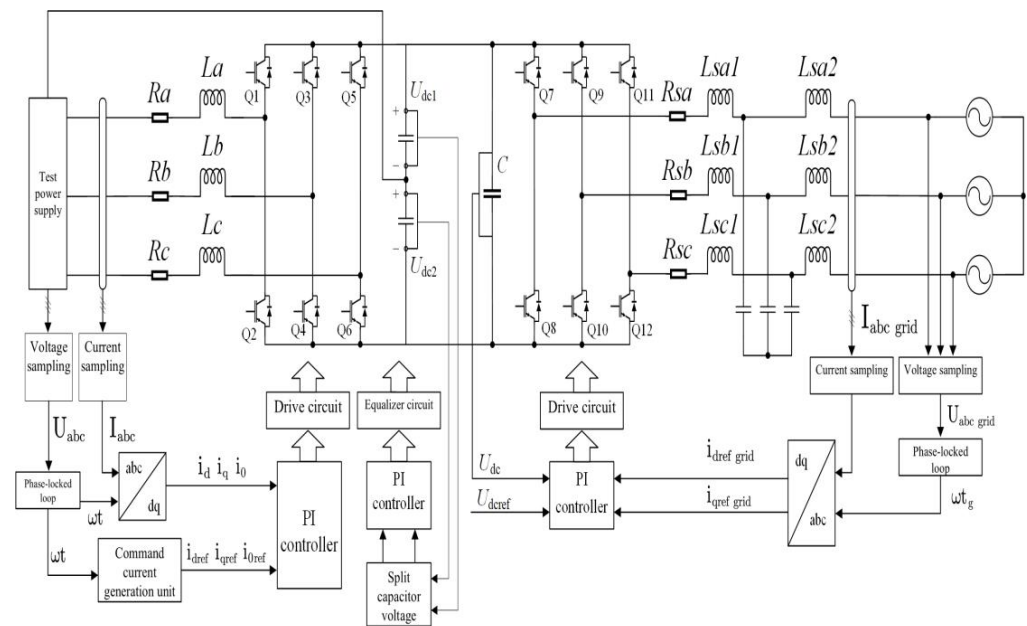 La
Lsa1
Lsa2
Ra
Q1
Q3
Q5
Udc1
Q7
Q9
Q11
Rsa
+
−
Lb
Lsb1
Lsb2
Test
power
supply
Rb
C
Rsb
+
−
Lc
Lsc1
Lsc2
Rc
Rsc
Udc2
Q2
Q4
Q6
Q8
Q10
Q12
Iabc grid
Voltage
sampling
Current
sampling
Current sampling
Voltage sampling
Drive circuit
Equalizer circuit
Drive circuit
Uabc
Iabc
Uabc grid
abc
dq
id iq i0
PI
controller
PI
controller
Udc
Udcref
PI
controller
idref grid
iqref grid
dq
abc
Phase-locked
loop
ωtg
Phase-locked
loop
ωt
ωt
Command
current
generation unit
idref iqref i0ref
Split
capacitor
voltage